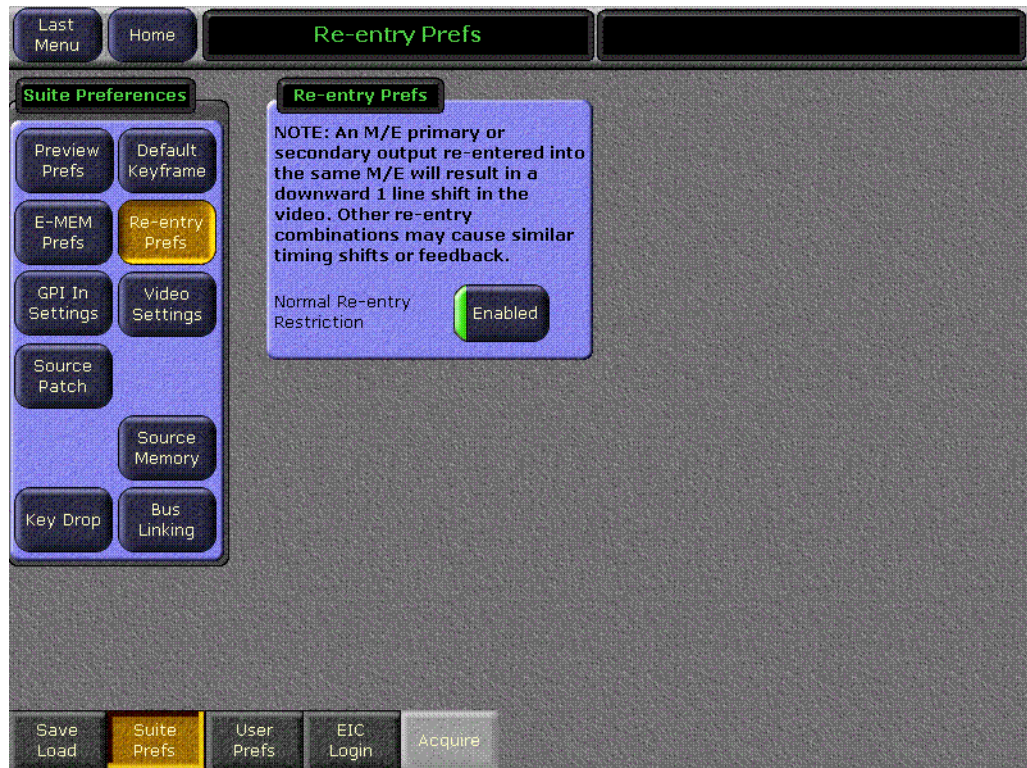 Last
Menu
Home
Re-entry Prefs
Suite Preferences
Preview
Prefs
Default
Keyframe
E-MEM
Prefs
Re-entry
Prefs
GPI In
Settings
Video
Settings
Source
Patch
Source
Memory
Key Drop
Bus
Linking
Re-entry Prefs
NOTE: An M/E primary or
secondary output re-entered into
the same M/E will result in a
downward 1 line shift in the
video. Other re-entry
combinations may cause similar
timing shifts or feedback.
Normal Re-entry
Restriction
Enabled
Save
Load
Suite
Prefs
User
Prefs
EIC
Login
Acquire